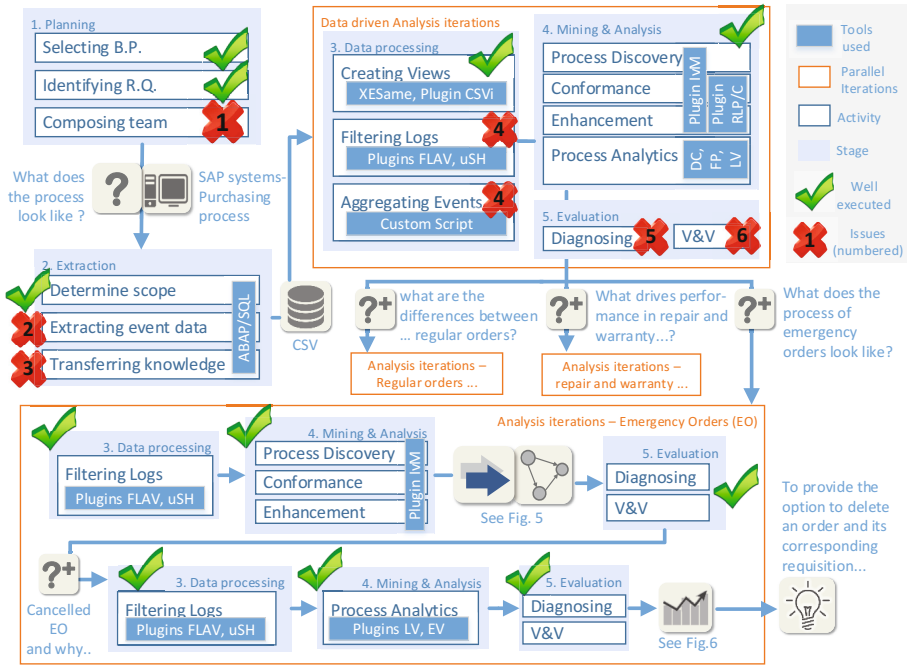 1. Planning
Selecting B.P.
Identifying R.Q.
Composing team
1
What does
the process
look like ?
?
SAP systems-
Purchasing
process
2. Extraction
Determine scope
2
Extracting event data
3
Transferring knowledge
ABAP/SQL
CSV
Data driven Analysis iterations
3. Data processing
Creating Views
XESame, Plugin CSVi
Filtering Logs
4
Plugins FLAV, uSH
Aggregating Events
4
Custom Script
4. Mining & Analysis
Process Discovery
Conformance
Enhancement
Plugin IvM
Plugin
RLP/C
Process Analytics
DC,
FP,
LV
5. Evaluation
Diagnosing
5
V&V
6
Tools
used
Parallel
Iterations
Activity
Stage
Well
executed
1
Issues
(numbered)
?+
what are the
differences between
... regular orders?
Analysis iterations –
Regular orders ...
?+
What drives perfor-
mance in repair and
warranty...?
Analysis iterations –
repair and warranty ...
?+
What does the
process of
emergency
orders look like?
Analysis iterations – Emergency Orders (EO)
3. Data processing
Filtering Logs
Plugins FLAV, uSH
4. Mining & Analysis
Process Discovery
Conformance
Enhancement
Plugin IvM
See Fig. 5
5. Evaluation
Diagnosing
V&V
?+
Cancelled
EO
and why..
3. Data processing
Filtering Logs
Plugins FLAV, uSH
4. Mining & Analysis
Process Analytics
Plugins LV, EV
5. Evaluation
Diagnosing
V&V
See Fig.6
To provide the
option to delete
an order and its
corresponding
requisition...